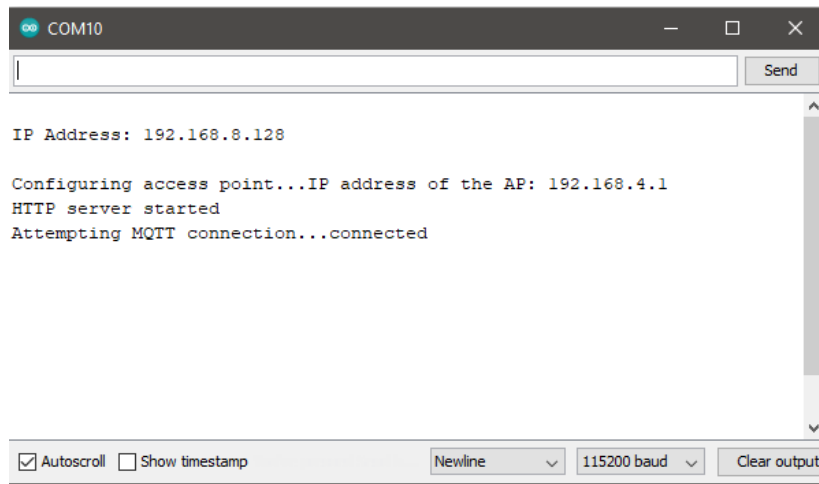 COM10
Send
IP Address: 192.168.8.128
Configuring access point...IP address of the AP: 192.168.4.1
HTTP server started
Attempting MQTT connection...connected
Autoscroll Show timestamp Newline 115200 baud Clear output